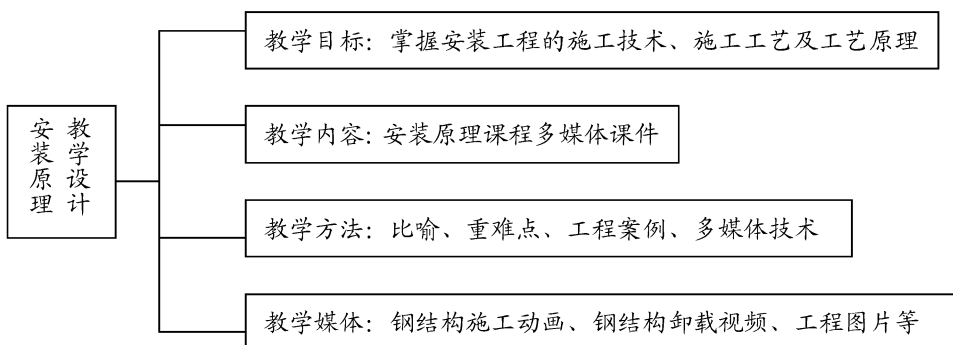 安装原理
教学设计
教学目标：掌握安装工程的施工技术、施工工艺及工艺原理
教学内容：安装原理课程多媒体课件
教学方法：比喻、重难点、工程案例、多媒体技术
教学媒体：钢结构施工动画、钢结构卸载视频、工程图片等